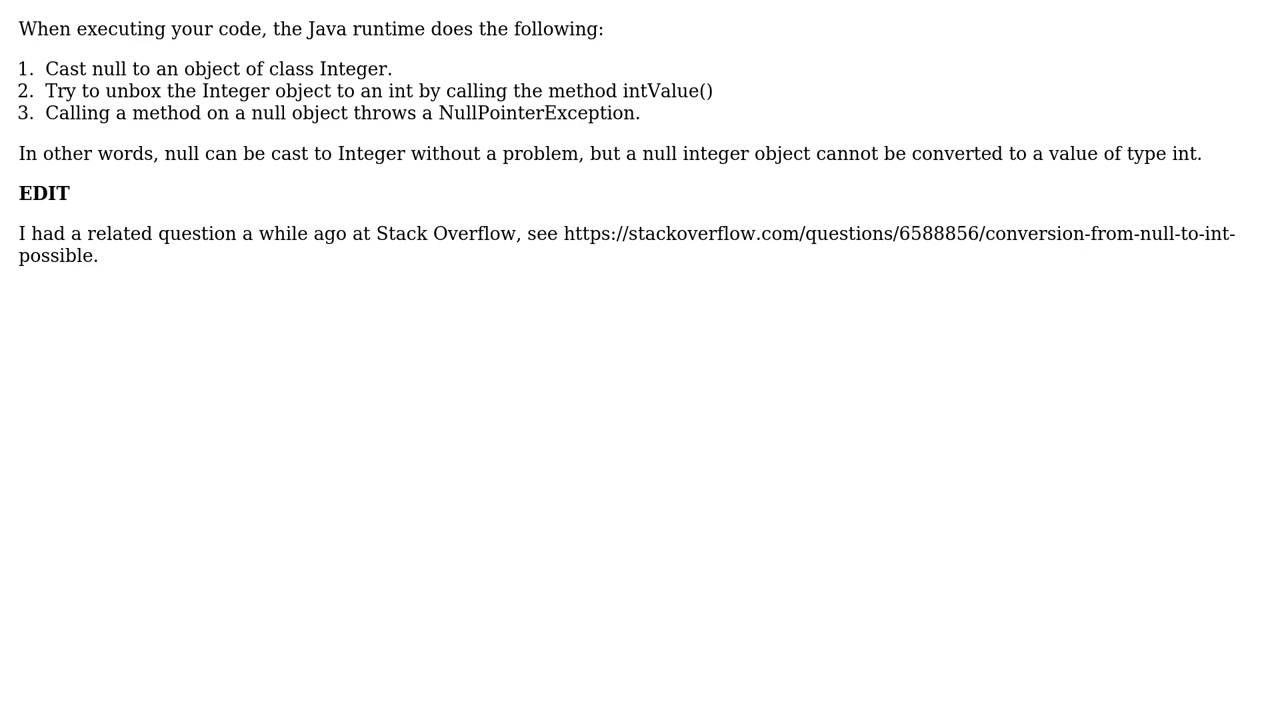 When executing your code, the Java runtime does the following:
1. Cast null to an object of class Integer.
2. Try to unbox the Integer object to an int by calling the method intValue()
3. Calling a method on a null object throws a NullPointerException.
In other words, null can be cast to Integer without a problem, but a null integer object cannot be converted to a value of type int.
EDIT
I had a related question a while ago at Stack Overflow, see https://stackoverflow.com/questions/6588856/conversion-from-null-to-int-
possible.